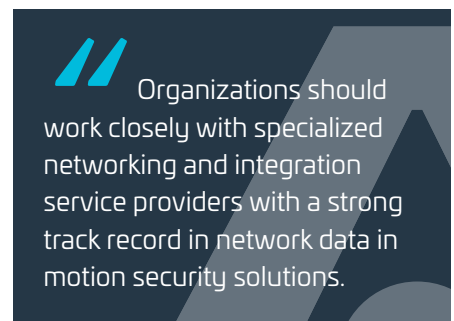 Organizations should
work closely with specialized
networking and integration
service providers with a strong
track record in network data in
motion security solutions.